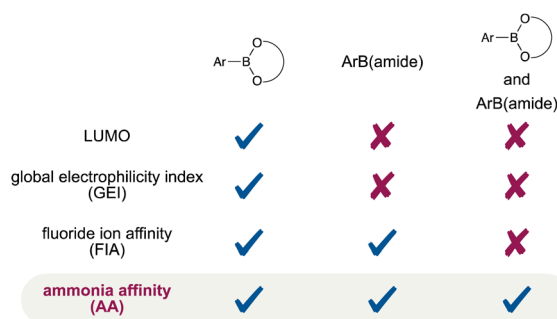 Ar B O O
ArB(amide)
Ar B O O
and
ArB(amide)
LUMO
global electrophilicity index
(GEI)
fluoride ion affinity
(FIA)
ammonia affinity
(AA)